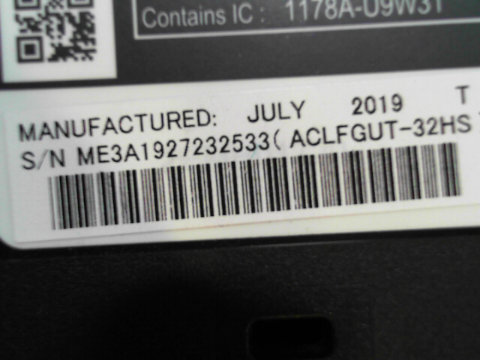 Contains IC : 1178A-U9W31
MANUFACTURED: JULY 2019 T
S/N ME3A1927232533( ACLFGUT-32HS